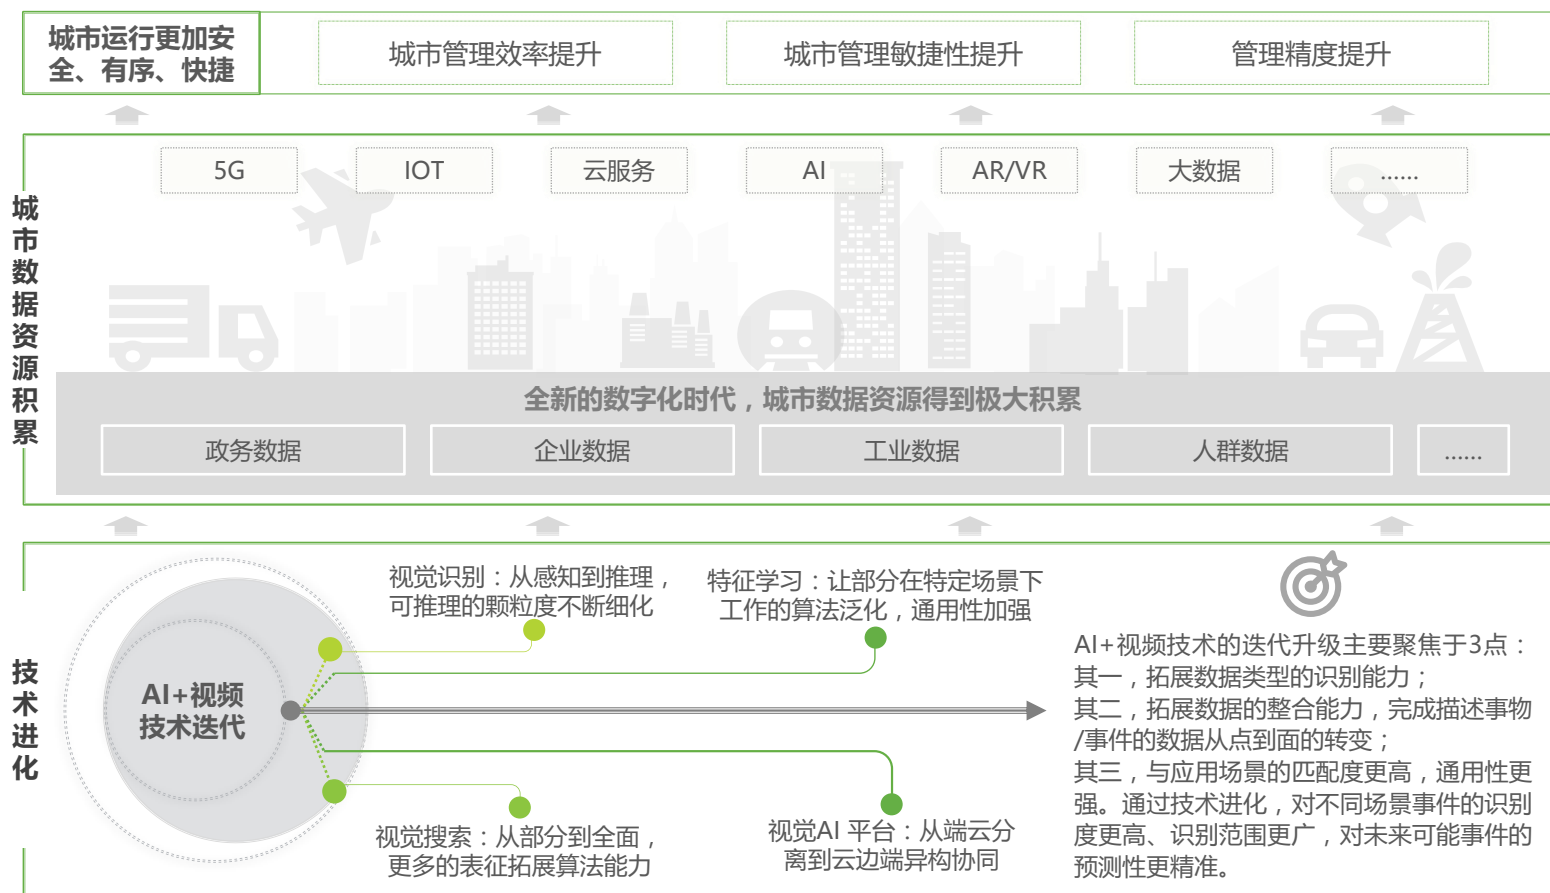 城市运行更加安
全、有序、快捷
城市管理效率提升
城市管理敏捷性提升
管理精度提升
城市数据资源积累
5G
IOT
云服务
AI
AR/VR
大数据
......
全新的数字化时代，城市数据资源得到极大积累
政务数据
企业数据
工业数据
人群数据
......
技术进化
AI+视频
技术迭代
视觉识别：从感知到推理，
可推理的颗粒度不断细化
特征学习：让部分在特定场景下
工作的算法泛化，通用性加强
视觉搜索：从部分到全面，
更多的表征拓展算法能力
视觉AI 平台：从端云分
离到云边端异构协同
AI+视频技术的迭代升级主要聚焦于3点：
其一，拓展数据类型的识别能力；
其二，拓展数据的整合能力，完成描述事物
/事件的数据从点到面的转变；
其三，与应用场景的匹配度更高，通用性更
强。通过技术进化，对不同场景事件的识别
度更高、识别范围更广，对未来可能事件的
预测性更精准。